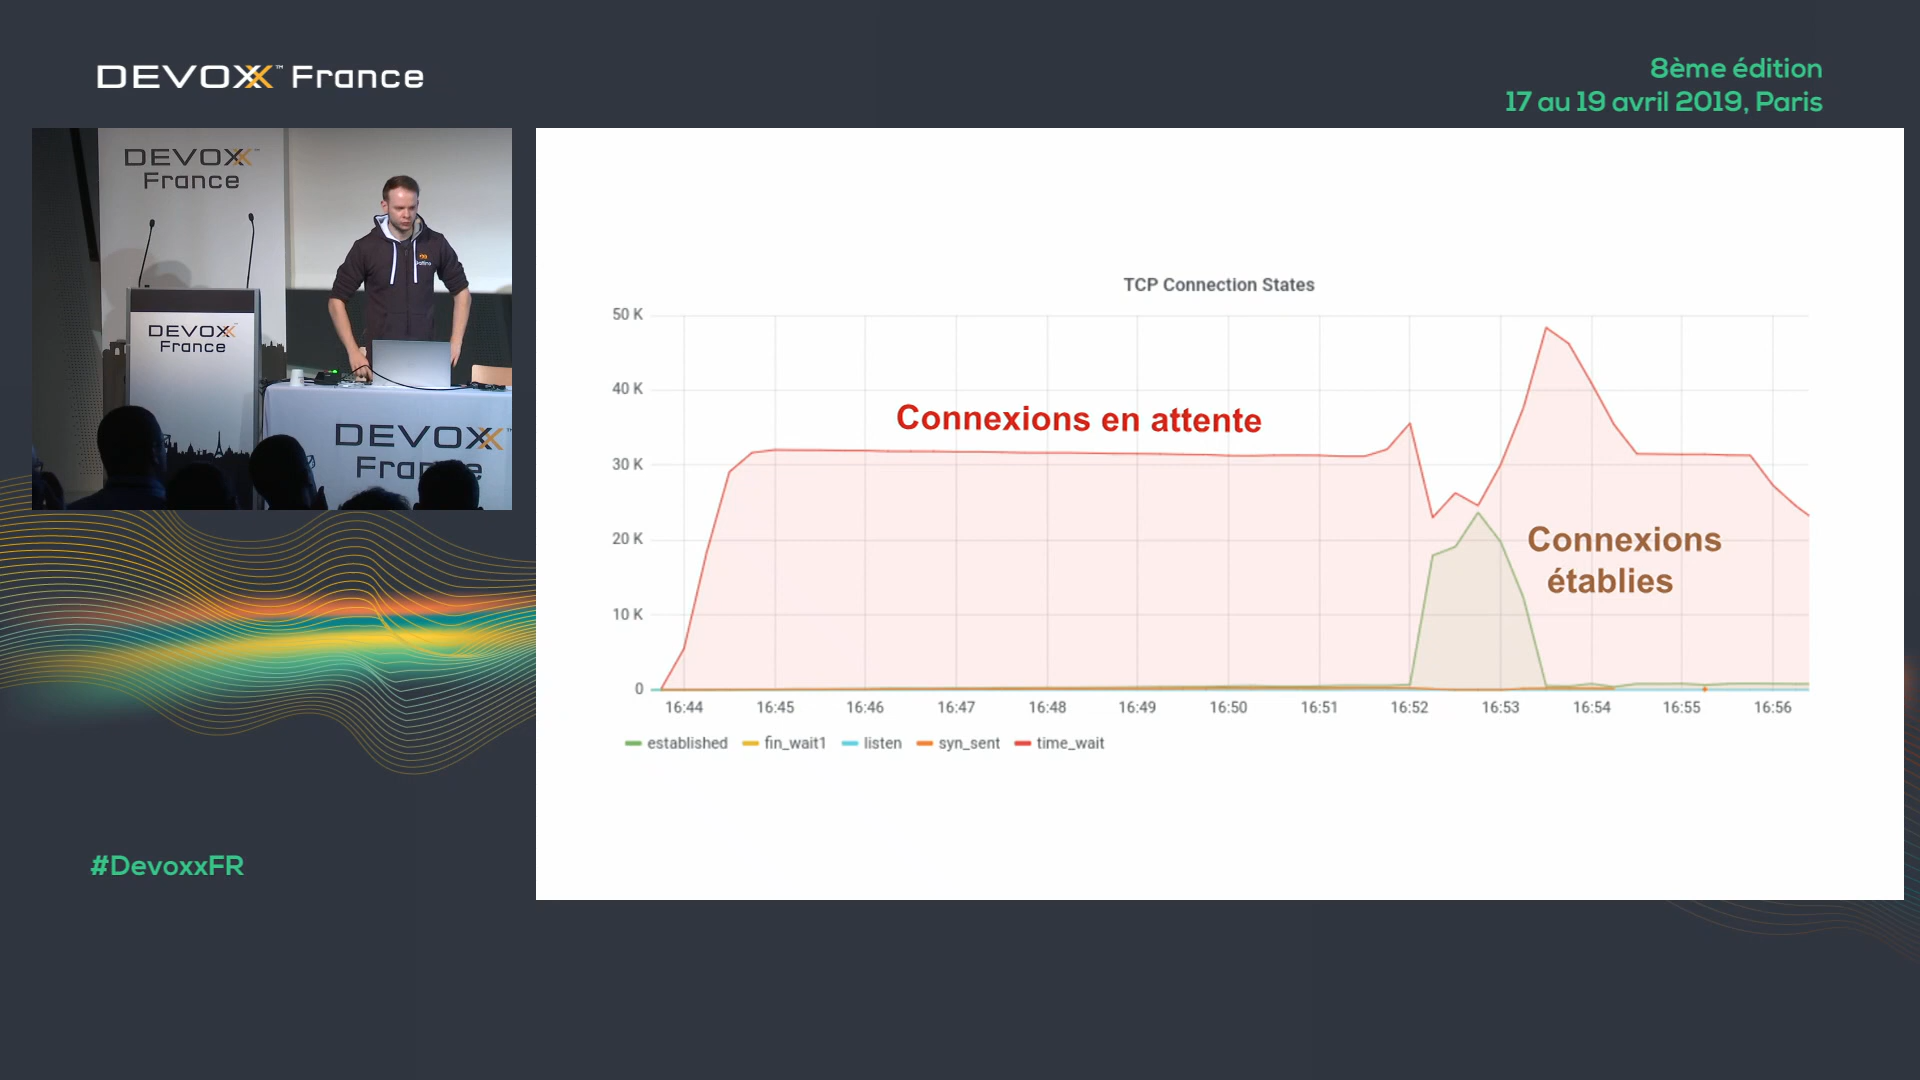 DEVOXX™ France
8ème édition
17 au 19 avril 2019, Paris
DEVOXX
France
DEVOXX
France
DEVOXX™
France
TCP Connection States
50 K
40 K
30 K
20 K
10 K
0
Connexions en attente
Connexions
établies
16:44 16:45 16:46 16:47 16:48 16:49 16:50 16:51 16:52 16:53 16:54 16:55 16:56
established fin_wait1 listen syn_sent time_wait
#DevoxxFR